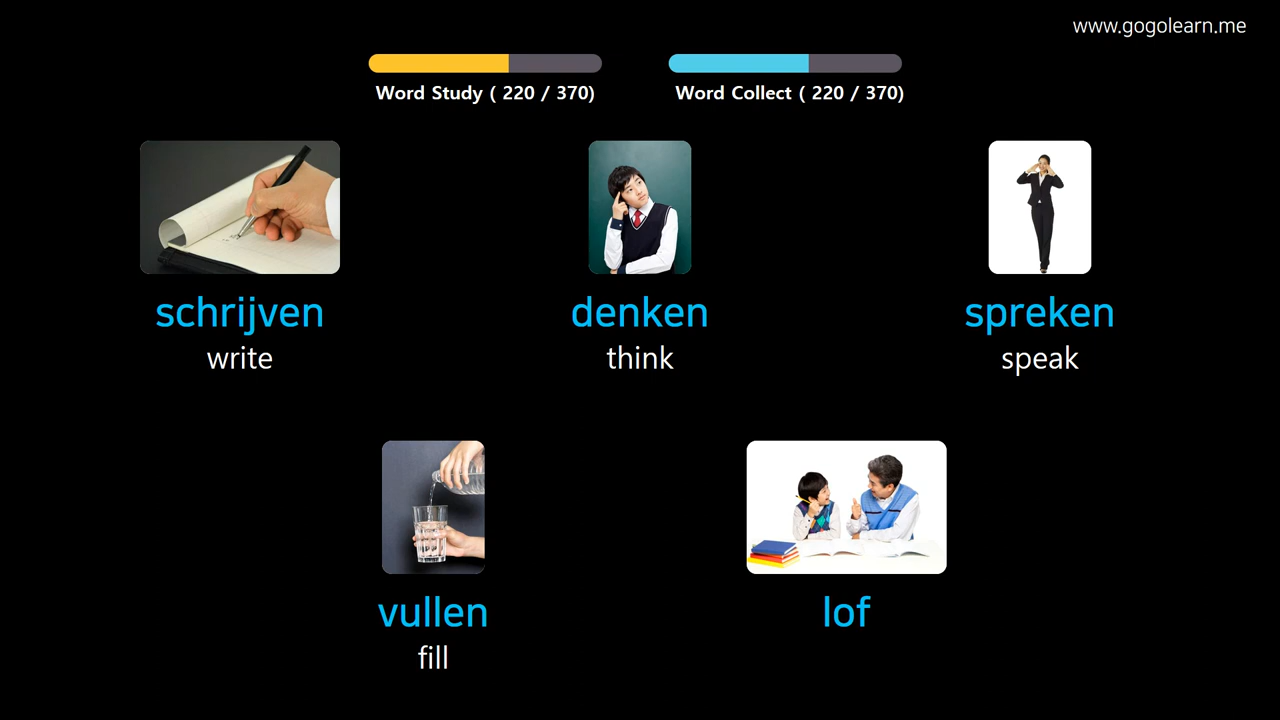 www.gogolearn.me
Word Study ( 220 / 370)
Word Collect ( 220 / 370)
schrijven
write
denken
think
spreken
speak
vullen
fill
lof